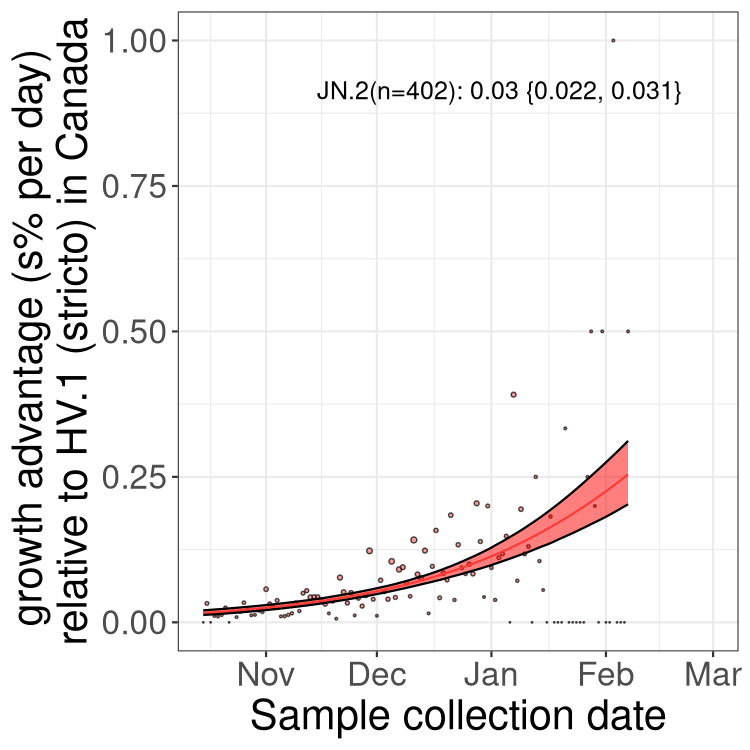 growth advantage (s% per day)
relative to HV.1 (stricto) in Canada
1.00
JN.2(n=402): 0.03 {0.022, 0.031}
0.75
0.50
0.25
0.00
Nov Dec Jan Feb Mar
Sample collection date